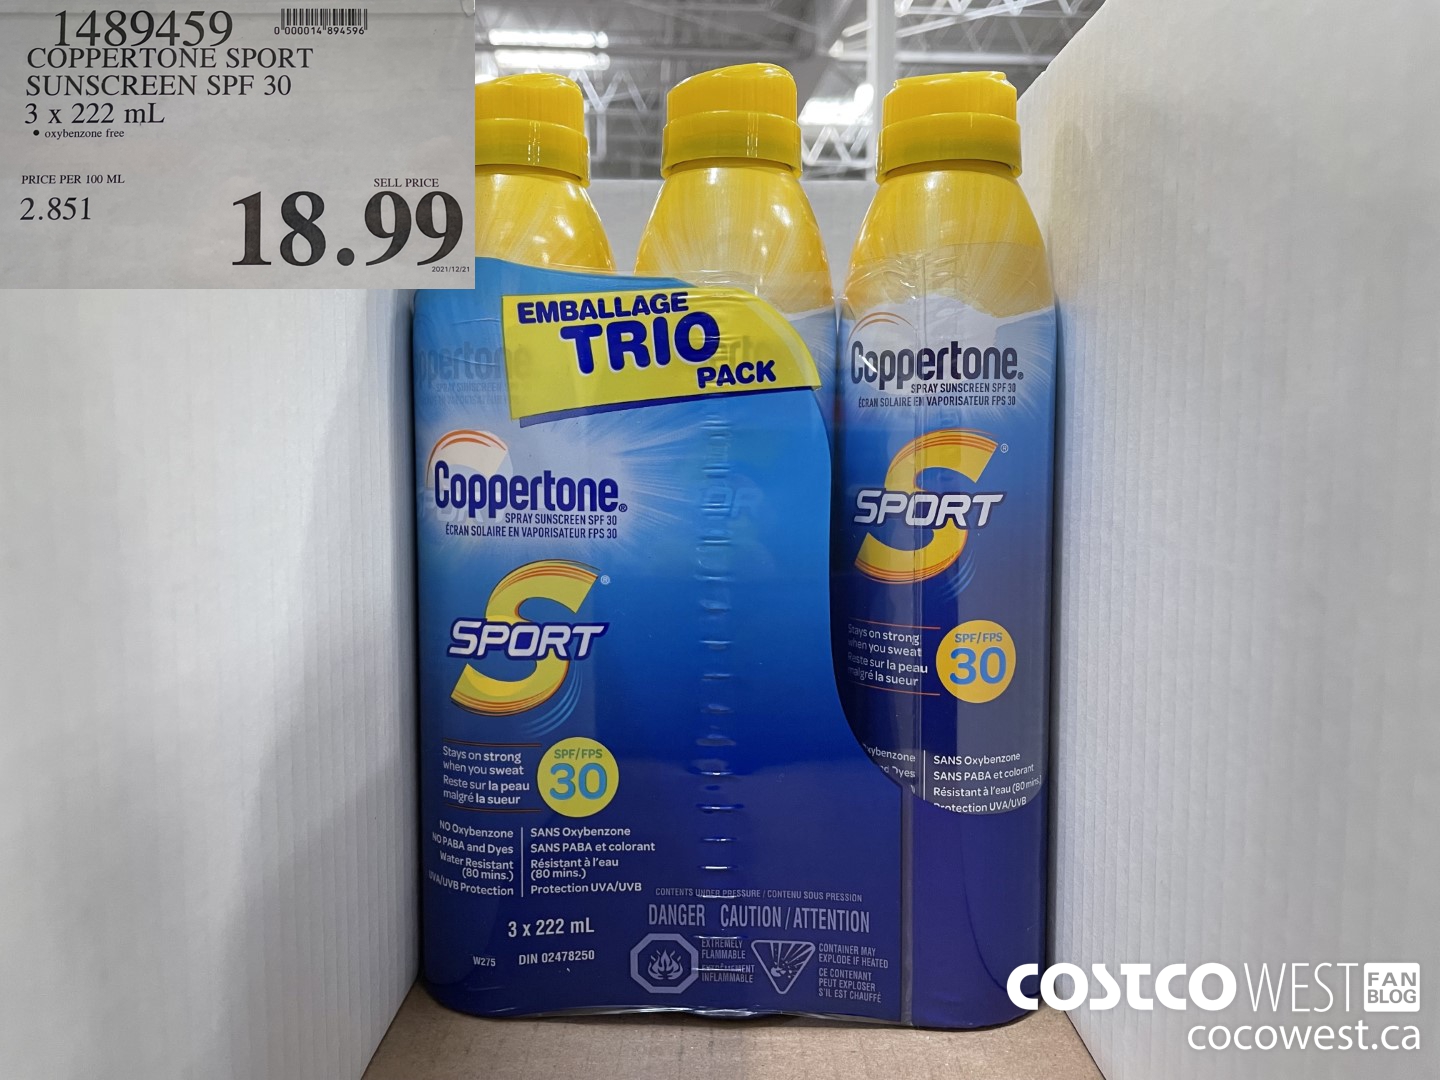 1489459
0 000014 894596
COPPERTONE SPORT
SUNSCREEN SPF 30
3 x 222 mL
• oxybenzone free
PRICE PER 100 ML
2.851
SELL PRICE
18.99
2021/12/21
EMBALLAGE
TRIO
PACK
Coppertone®
SPRAY SUNSCREEN SPF 30
ÉCRAN SOLAIRE EN VAPORISATEUR FPS 30
SPORT®
Stays on strong
when you sweat
Reste sur la peau
malgré la sueur
SPF/FPS
30
NO Oxybenzone
NO PABA and Dyes
Water Resistant
(80 mins.)
UVA/UVB Protection
SANS Oxybenzone
SANS PABA et colorant
Résistant à l'eau
(80 mins.)
Protection UVA/UVB
3 x 222 mL
W275
DIN 02478250
CONTENTS UNDER PRESSURE / CONTENU SOUS PRESSION
DANGER CAUTION / ATTENTION
EXTREMELY
FLAMMABLE
EXTRÊMEMENT
INFLAMMABLE
CONTAINER MAY
EXPLODE IF HEATED
CE CONTENANT
PEUT EXPLOSER
S'IL EST CHAUFFÉ
Coppertone®
SPRAY SUNSCREEN SPF 30
ÉCRAN SOLAIRE EN VAPORISATEUR FPS 30
SPORT®
Stays on strong
when you sweat
Reste sur la peau
malgré la sueur
SPF/FPS
30
Oxybenzone
and Dyes
SANS Oxybenzone
SANS PABA et colorant
Résistant à l'eau (80 mins.)
Protection UVA/UVB
COSTCO WEST FAN BLOG
cocowest.ca